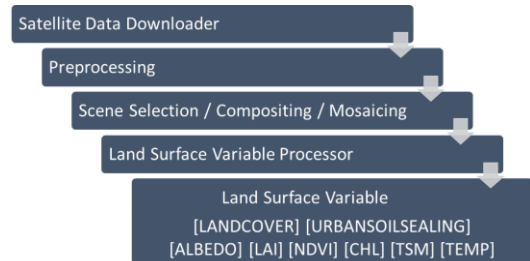 Satellite Data Downloader
Preprocessing
Scene Selection / Compositing / Mosaicing
Land Surface Variable Processor
Land Surface Variable
[LANDCOVER] [URBANSOILSEALING]
[ALBEDO] [LAI] [NDVI] [CHL] [TSM] [TEMP]